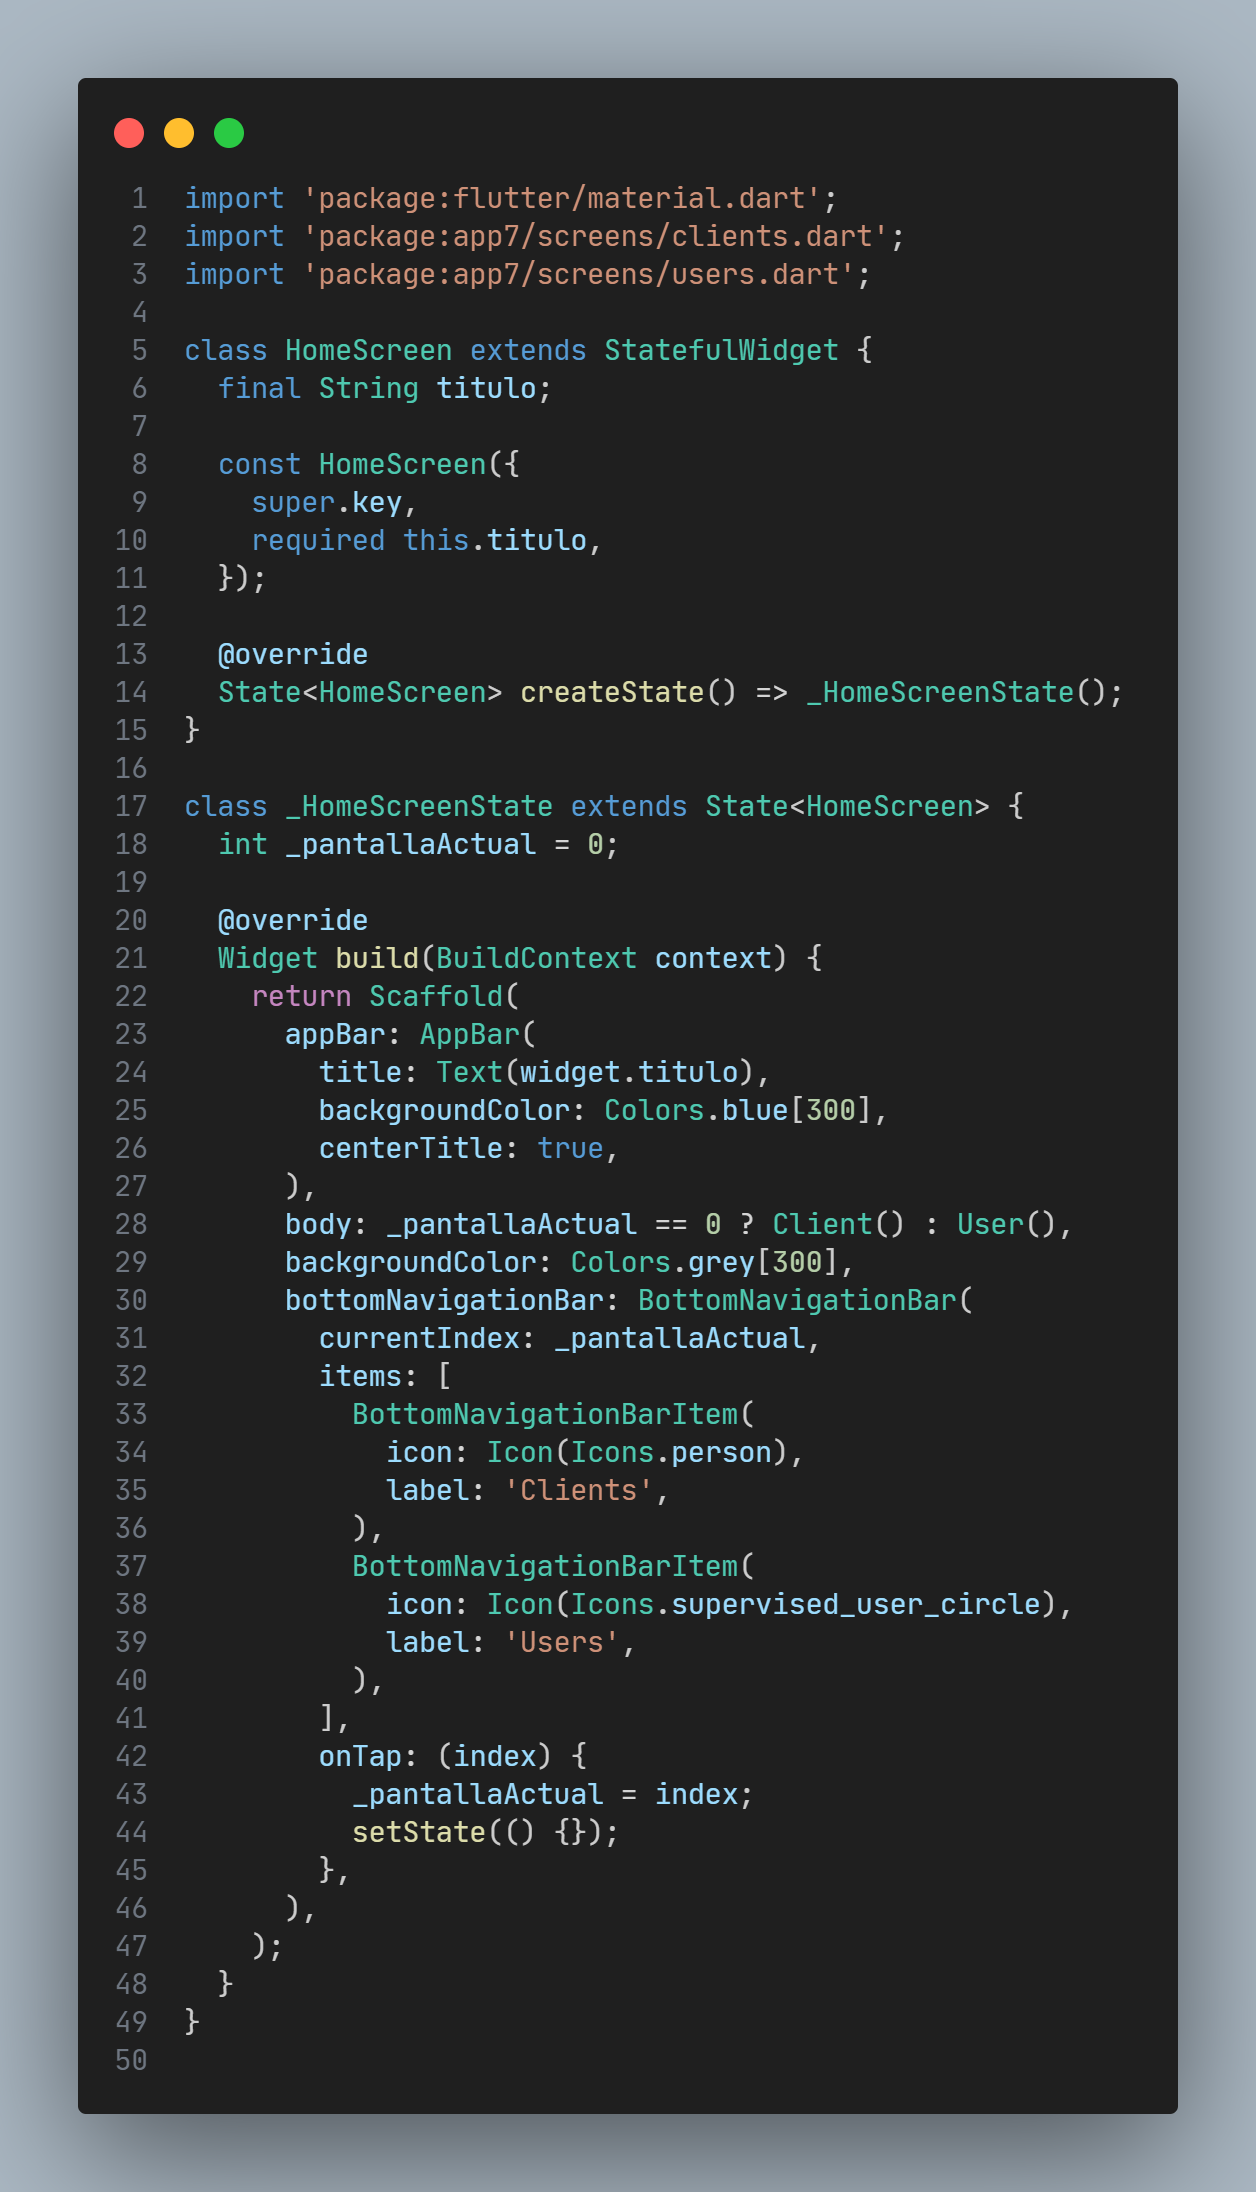 1 import 'package:flutter/material.dart';
2 import 'package:app7/screens/clients.dart';
3 import 'package:app7/screens/users.dart';
4
5 class HomeScreen extends StatefulWidget {
6   final String titulo;
7
8   const HomeScreen({
9     super.key,
10     required this.titulo,
11   });
12
13   @override
14   State<HomeScreen> createState() => _HomeScreenState();
15 }
16
17 class _HomeScreenState extends State<HomeScreen> {
18   int _pantallaActual = 0;
19
20   @override
21   Widget build(BuildContext context) {
22     return Scaffold(
23       appBar: AppBar(
24         title: Text(widget.titulo),
25         backgroundColor: Colors.blue[300],
26         centerTitle: true,
27       ),
28       body: _pantallaActual == 0 ? Client() : User(),
29       backgroundColor: Colors.grey[300],
30       bottomNavigationBar: BottomNavigationBar(
31         currentIndex: _pantallaActual,
32         items: [
33           BottomNavigationBarItem(
34             icon: Icon(Icons.person),
35             label: 'Clients',
36           ),
37           BottomNavigationBarItem(
38             icon: Icon(Icons.supervised_user_circle),
39             label: 'Users',
40           ),
41         ],
42         onTap: (index) {
43           _pantallaActual = index;
44           setState(() {});
45         },
46       ),
47     );
48   }
49 }
50